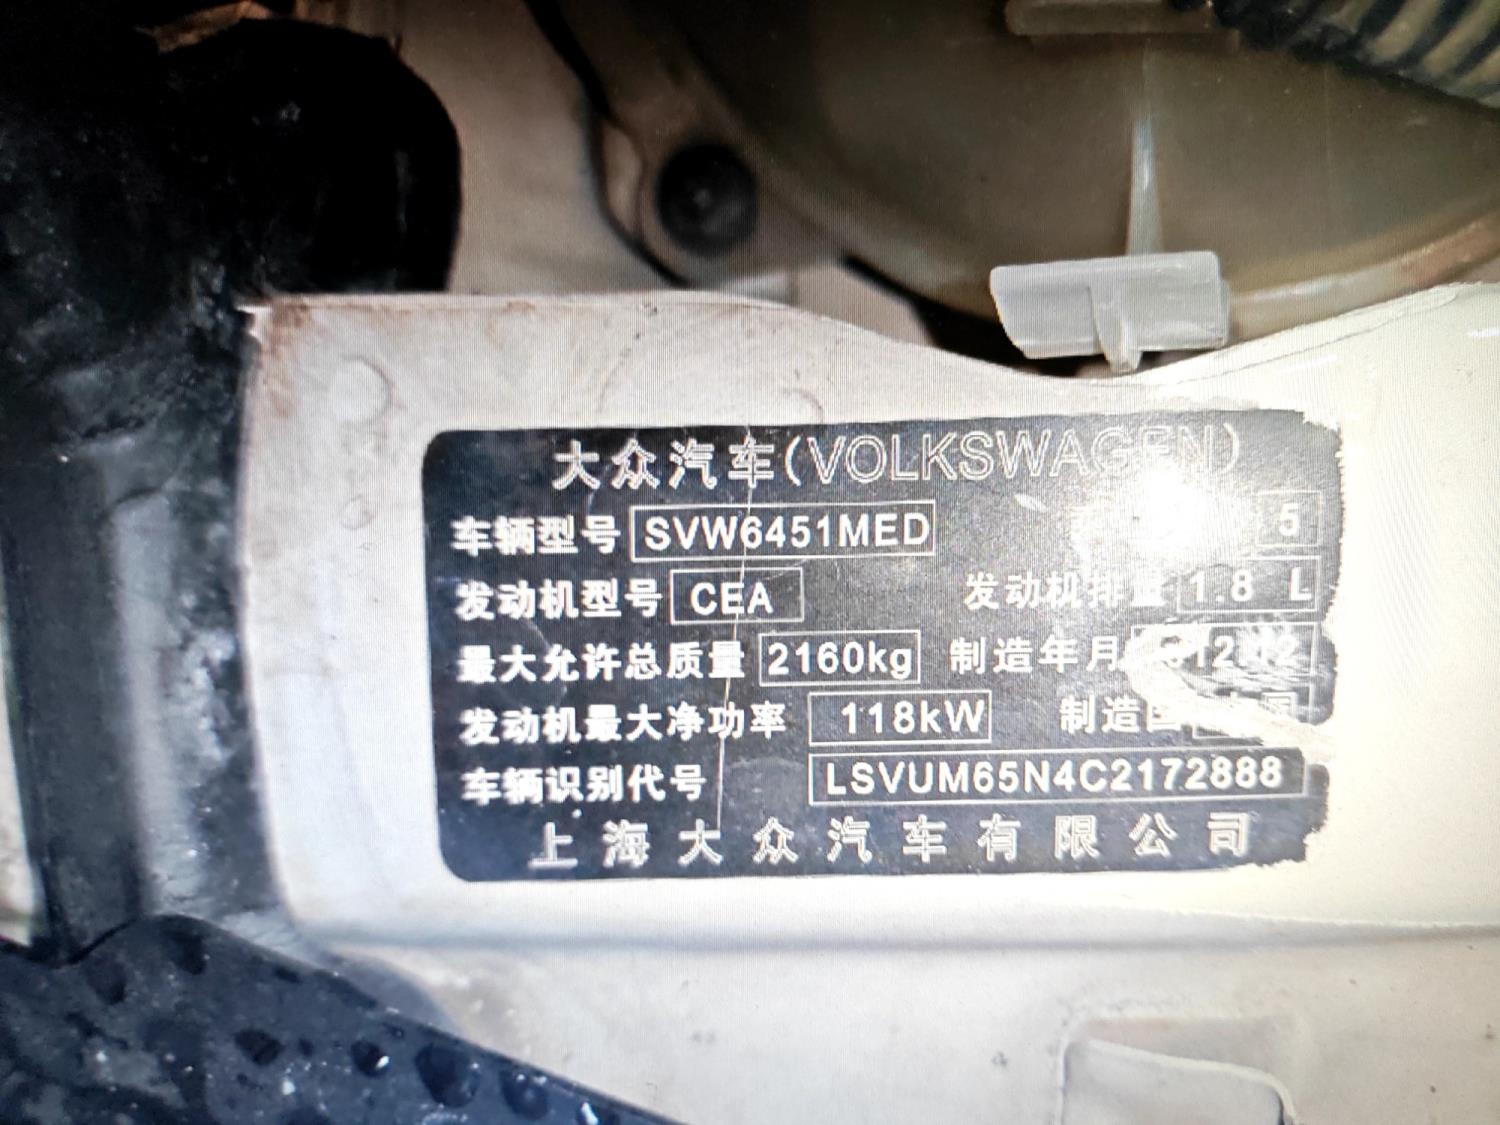 大众汽车(VOLKSWAGEN)
车辆型号 SVW6451MED 5
发动机型号 CEA 发动机排量 1.8 L
最大允许总质量 2160kg 制造年月
发动机最大净功率 118kW 制造国
车辆识别代号 LSVUM65N4C2172888
上海大众汽车有限公司